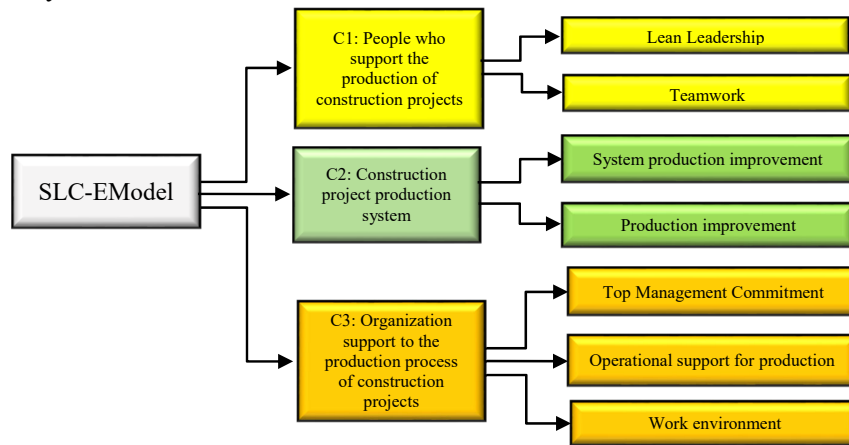 C1: People who
support the
production of
construction projects
Lean Leadership
Teamwork
SLC-EModel
C2: Construction
project production
system
System production improvement
Production improvement
C3: Organization
support to the
production process
of construction
projects
Top Management Commitment
Operational support for production
Work environment